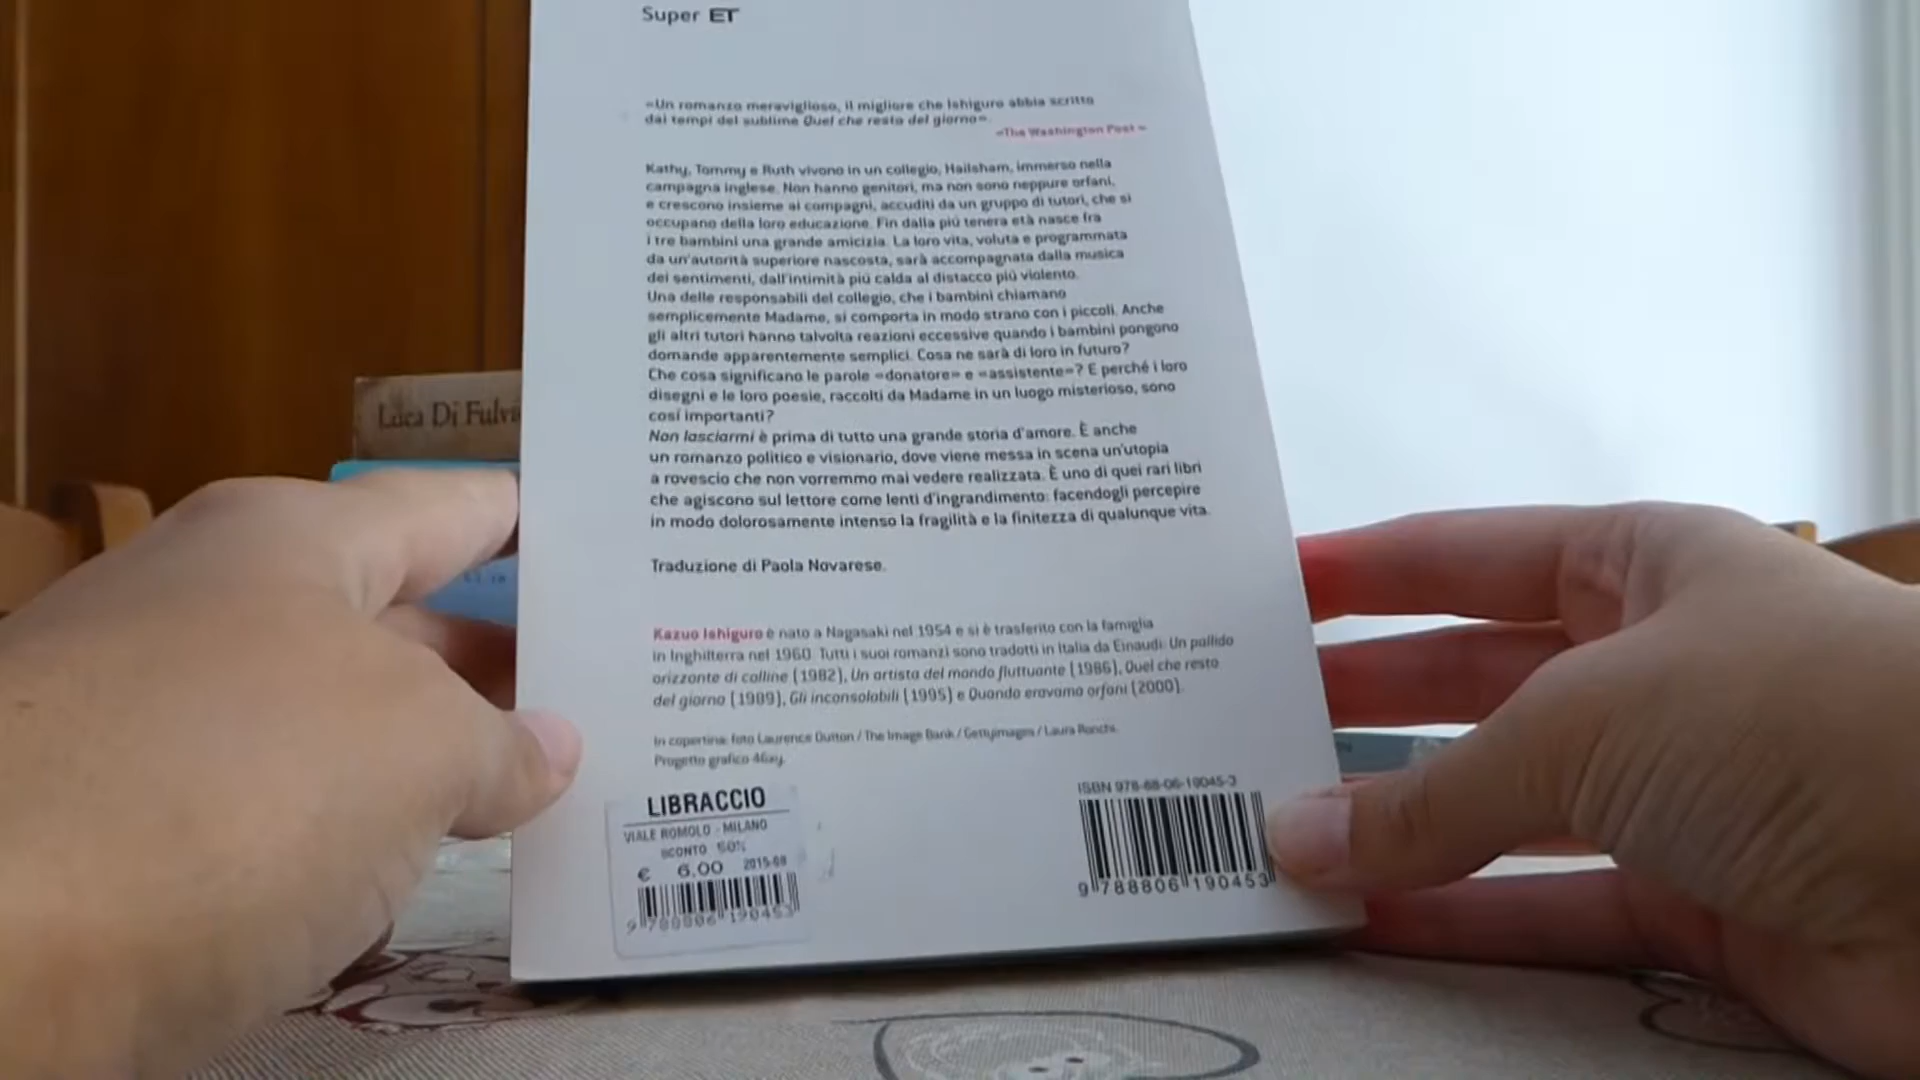 Super ET
«Un romanzo meraviglioso, il migliore che Ishiguro abbia scritto
dai tempi del sublime Quel che resta del giorno».
«The Washington Post»
Kathy, Tommy e Ruth vivono in un collegio, Hailsham, immerso nella
campagna inglese. Non hanno genitori, ma non sono neppure orfani,
e crescono insieme ai compagni, accuditi da un gruppo di tutori, che si
occupano della loro educazione. Fin dalla piú tenera età nasce fra
i tre bambini una grande amicizia. La loro vita, voluta e programmata
da un'autorità superiore nascosta, sarà accompagnata dalla musica
dei sentimenti, dall'intimità piú calda al distacco piú violento.
Una delle responsabili del collegio, che i bambini chiamano
semplicemente Madame, si comporta in modo strano con i piccoli. Anche
gli altri tutori hanno talvolta reazioni eccessive quando i bambini pongono
domande apparentemente semplici. Cosa ne sarà di loro in futuro?
Che cosa significano le parole «donatore» e «assistente»? E perché i loro
disegni e le loro poesie, raccolti da Madame in un luogo misterioso, sono
cosí importanti?
Non lasciarmi è prima di tutto una grande storia d'amore. È anche
un romanzo politico e visionario, dove viene messa in scena un'utopia
a rovescio che non vorremmo mai vedere realizzata. È uno di quei rari libri
che agiscono sul lettore come lenti d'ingrandimento: facendogli percepire
in modo dolorosamente intenso la fragilità e la finitezza di qualunque vita.
Traduzione di Paola Novarese.
Kazuo Ishiguro è nato a Nagasaki nel 1954 e si è trasferito con la famiglia
in Inghilterra nel 1960. Tutti i suoi romanzi sono tradotti in Italia da Einaudi: Un pallido
orizzonte di colline (1982), Un artista del mondo fluttuante (1986), Quel che resta
del giorno (1989), Gli inconsolabili (1995) e Quando eravamo orfani (2000).
In copertina: foto Laurence Dutton / The Image Bank / Gettyimages / Laura Ronchi.
Progetto grafico 46xy.
LIBRACCIO
VIALE ROMOLO - MILANO
SCONTO 50%
€ 6.00 2015-09
9 788806 190453
ISBN 978-88-06-19045-3
9 788806 190453
Luca Di Fulvi